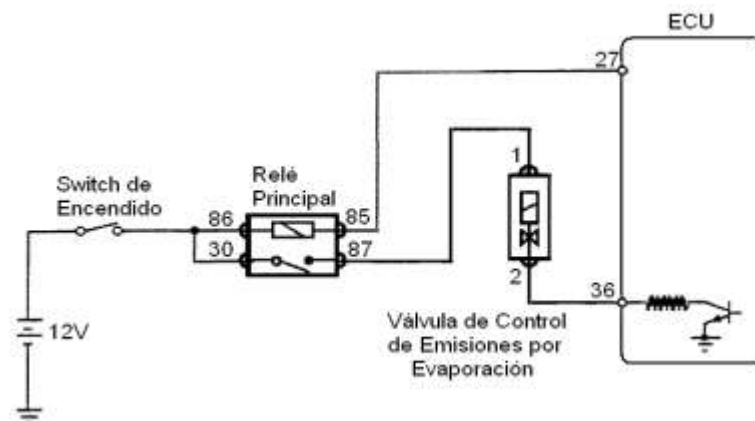 ECU
27
1
Relé
Principal
Switch de
Encendido
86
85
30
87
2
36
12V
Válvula de Control
de Emisiones por
Evaporación